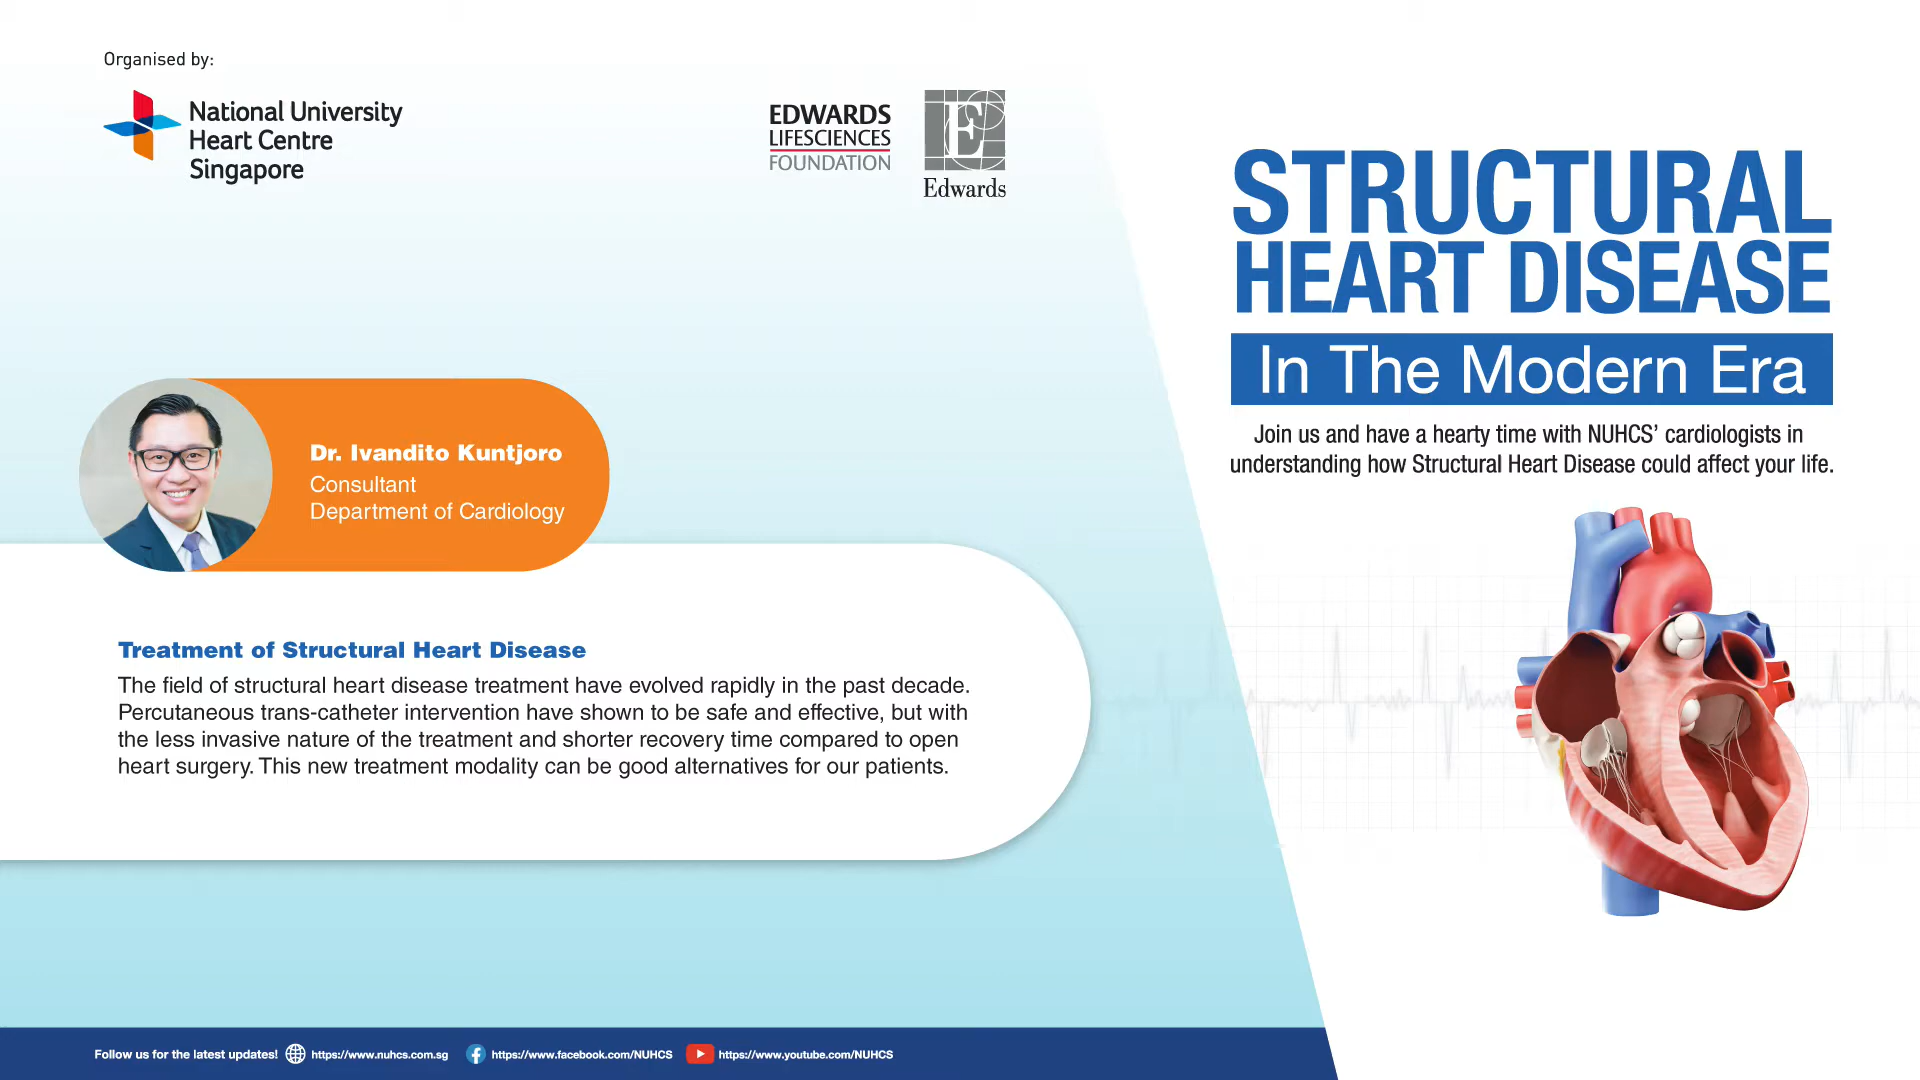 Organised by:
National University
Heart Centre
Singapore
EDWARDS
LIFESCIENCES
FOUNDATION
E
Edwards
STRUCTURAL
HEART DISEASE
In The Modern Era
Join us and have a hearty time with NUHCS’ cardiologists in
understanding how Structural Heart Disease could affect your life.
Dr. Ivandito Kuntjoro
Consultant
Department of Cardiology
Treatment of Structural Heart Disease
The field of structural heart disease treatment have evolved rapidly in the past decade.
Percutaneous trans-catheter intervention have shown to be safe and effective, but with
the less invasive nature of the treatment and shorter recovery time compared to open
heart surgery. This new treatment modality can be good alternatives for our patients.
Follow us for the latest updates! https://www.nuhcs.com.sg https://www.facebook.com/NUHCS https://www.youtube.com/NUHCS